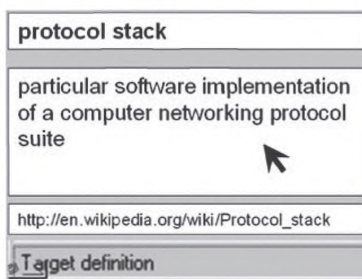 protocol stack
particular software implementation
of a computer networking protocol
suite
http://en.wikipedia.org/wiki/Protocol_stack
Target definition